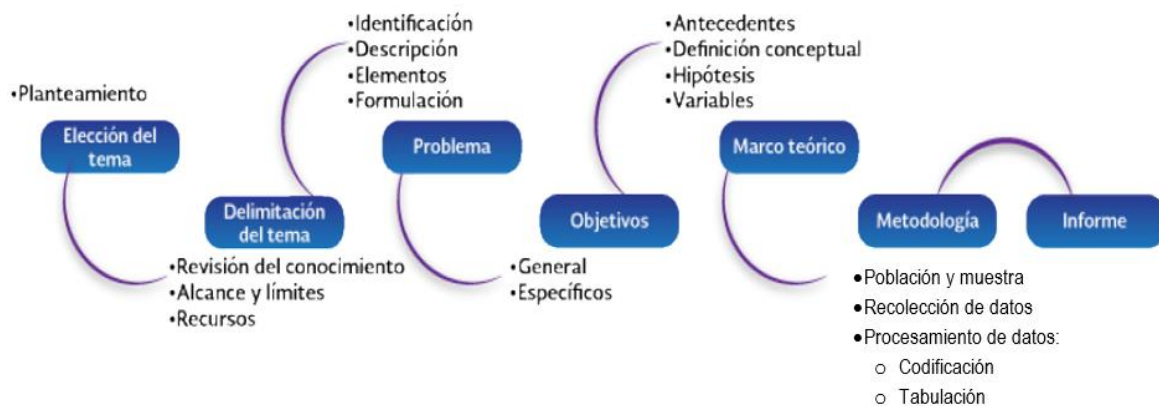 •Planteamiento
Elección del
tema
Delimitación
del tema
•Revisión del conocimiento
•Alcance y límites
•Recursos
•Identificación
•Descripción
•Elementos
•Formulación
Problema
•General
•Específicos
Objetivos
•Antecedentes
•Definición conceptual
•Hipótesis
•Variables
Marco teórico
Metodología
•Población y muestra
•Recolección de datos
•Procesamiento de datos:
o Codificación
o Tabulación
Informe